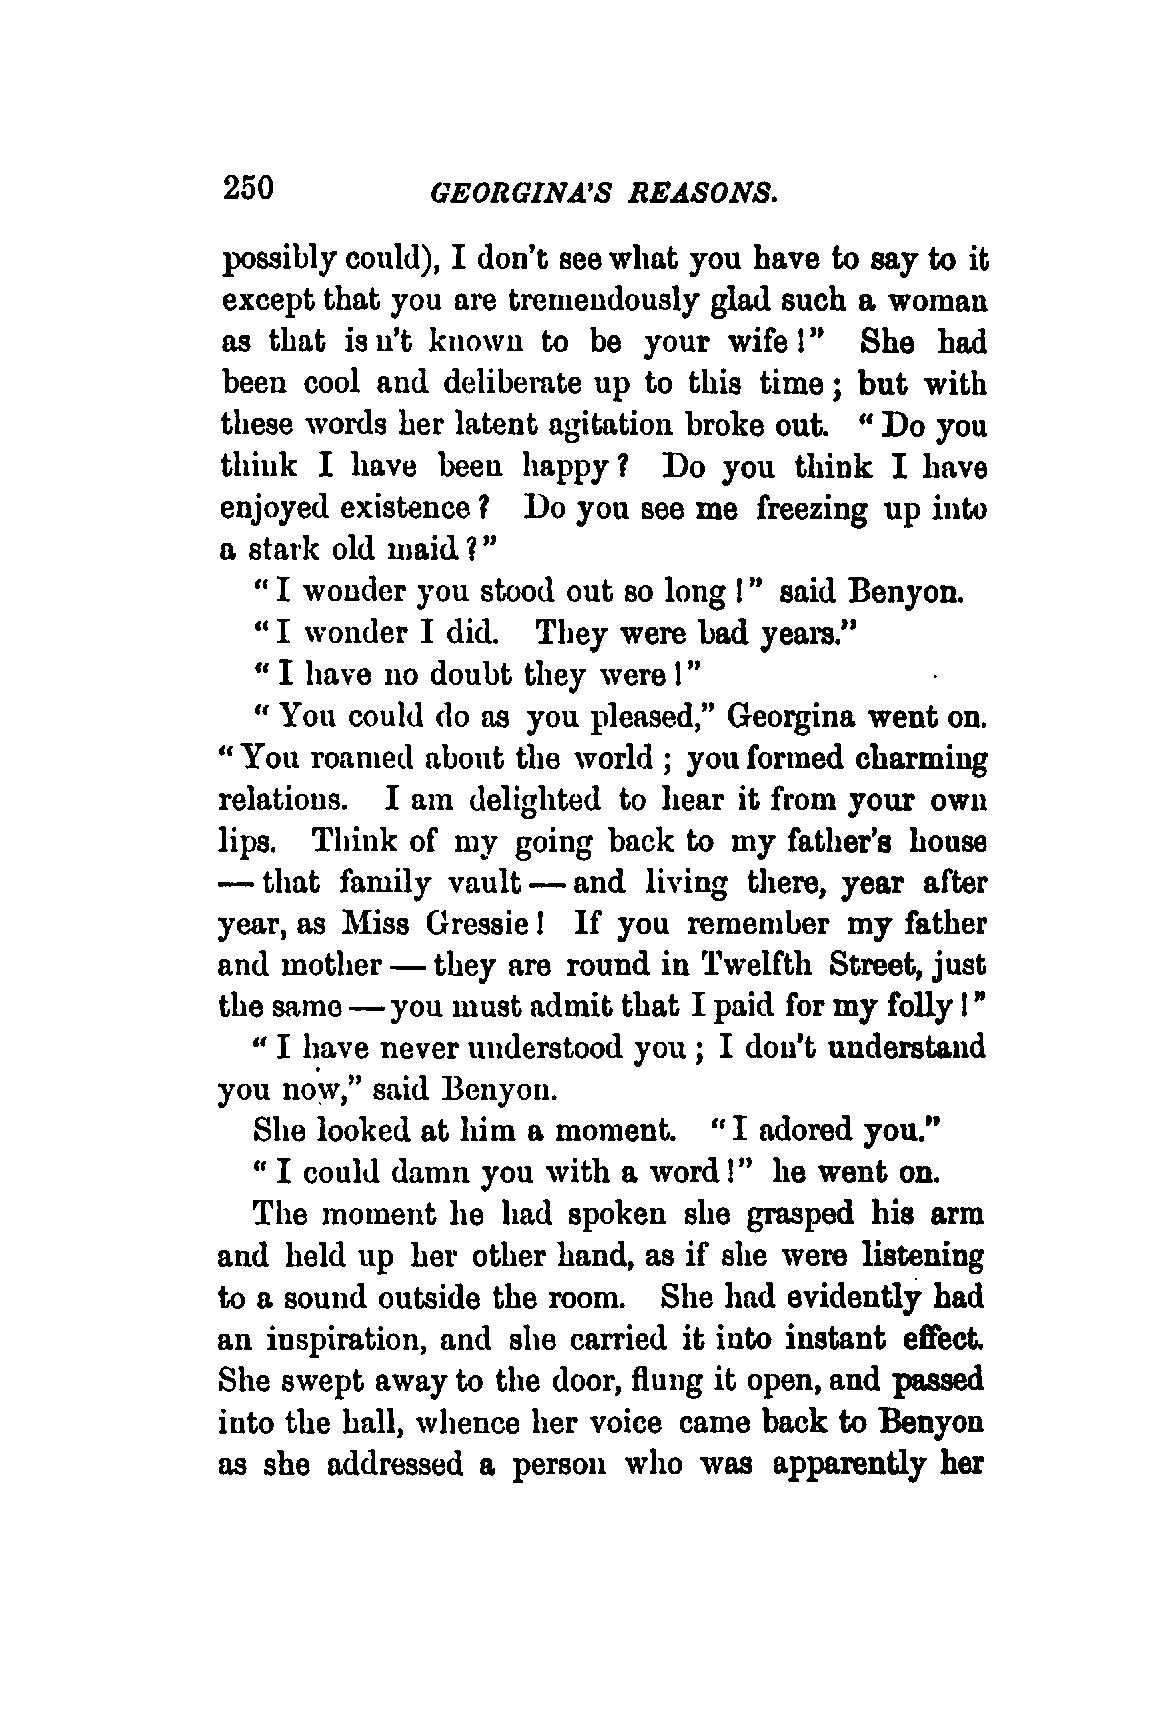 250 GEORGINA'S REASONS.
possibly could), I don't see what you have to say to it
except that you are tremendously glad such a woman
as that is n't known to be your wife!" She had
been cool and deliberate up to this time; but with
these words her latent agitation broke out. "Do you
think I have been happy? Do you think I have
enjoyed existence? Do you see me freezing up into
a stark old maid?"
"I wonder you stood out so long!" said Benyon.
"I wonder I did. They were bad years."
"I have no doubt they were!"
"You could do as you pleased," Georgina went on.
"You roamed about the world; you formed charming
relations. I am delighted to hear it from your own
lips. Think of my going back to my father's house
— that family vault — and living there, year after
year, as Miss Gressie! If you remember my father
and mother — they are round in Twelfth Street, just
the same — you must admit that I paid for my folly!"
"I have never understood you; I don't understand
you now," said Benyon.
She looked at him a moment. "I adored you."
"I could damn you with a word!" he went on.
The moment he had spoken she grasped his arm
and held up her other hand, as if she were listening
to a sound outside the room. She had evidently had
an inspiration, and she carried it into instant effect.
She swept away to the door, flung it open, and passed
into the hall, whence her voice came back to Benyon
as she addressed a person who was apparently her